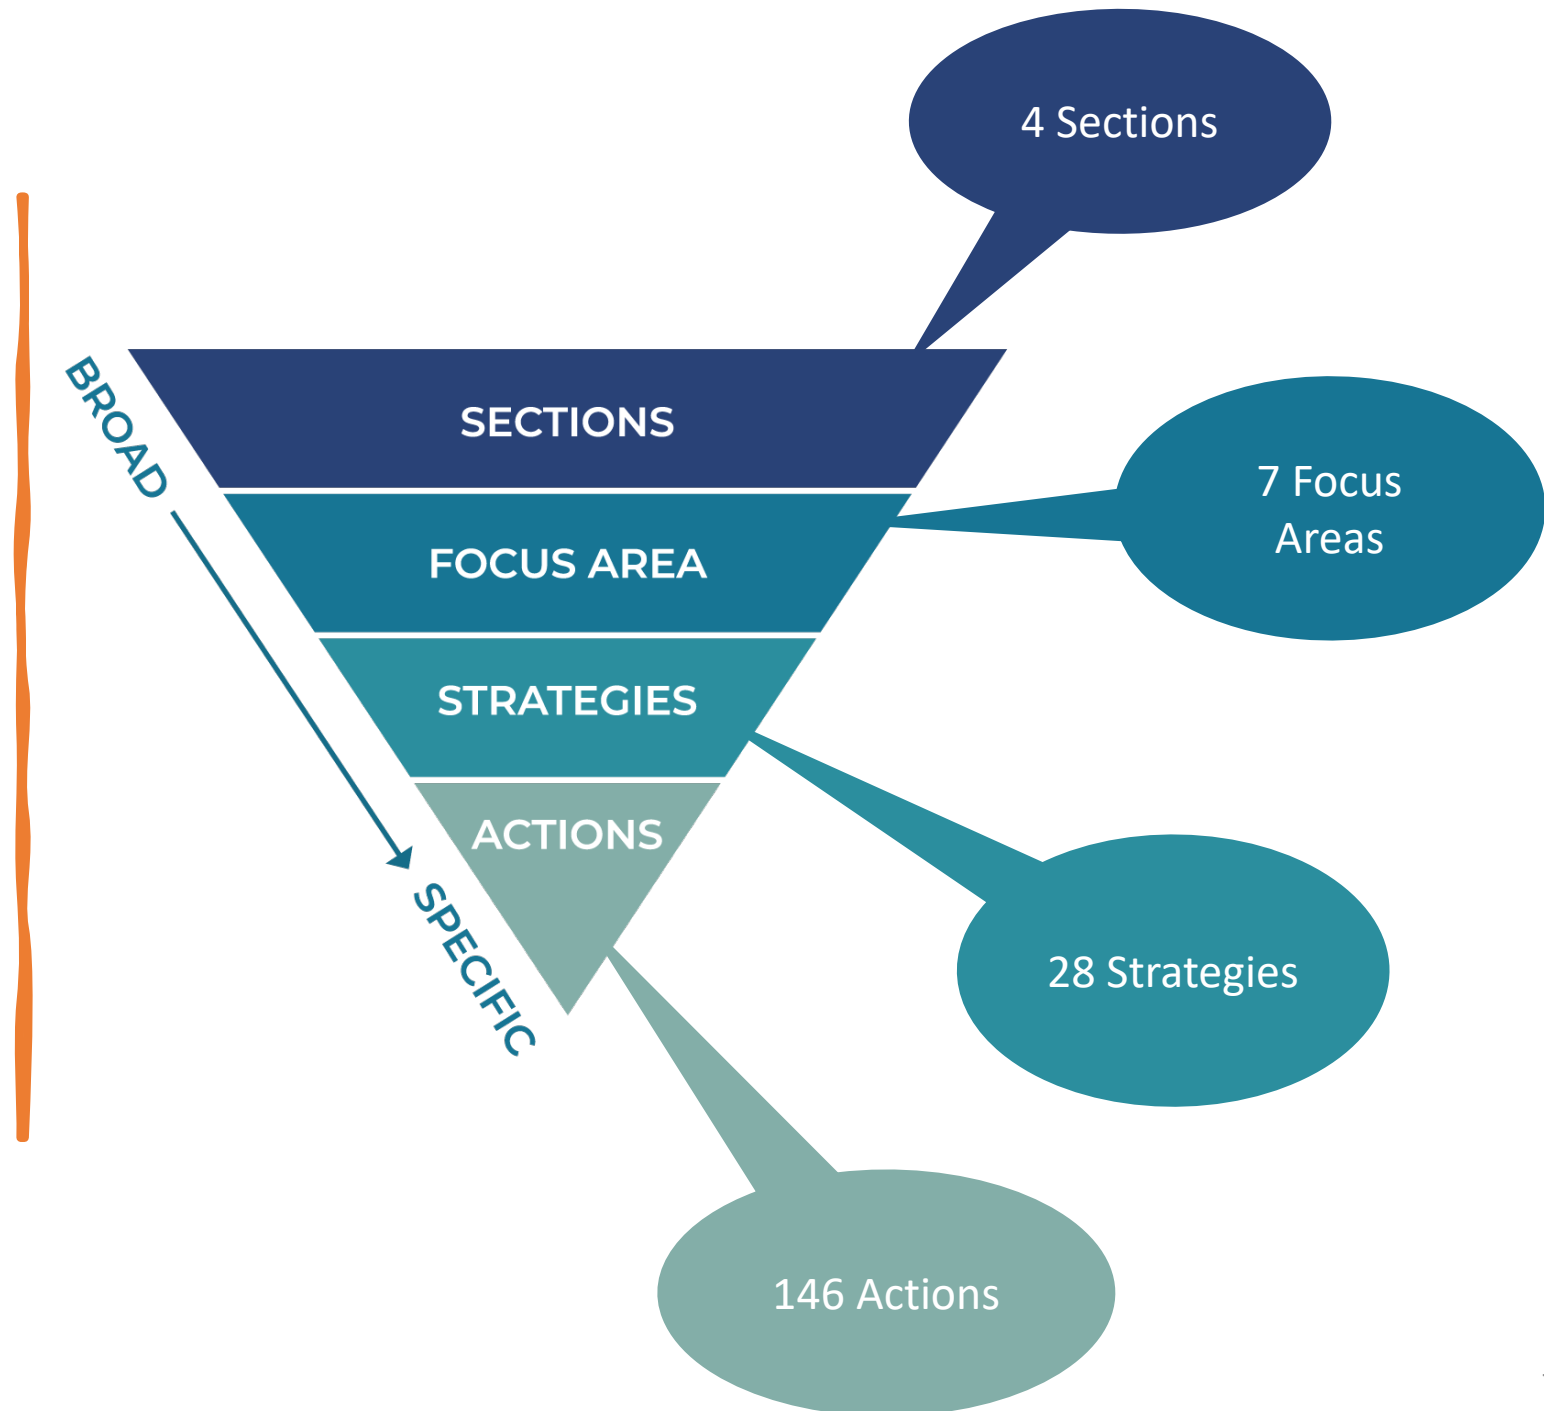 4 Sections
BROAD
SECTIONS
7 Focus
Areas
FOCUS AREA
STRATEGIES
ACTIONS
SPECIFIC
28 Strategies
146 Actions